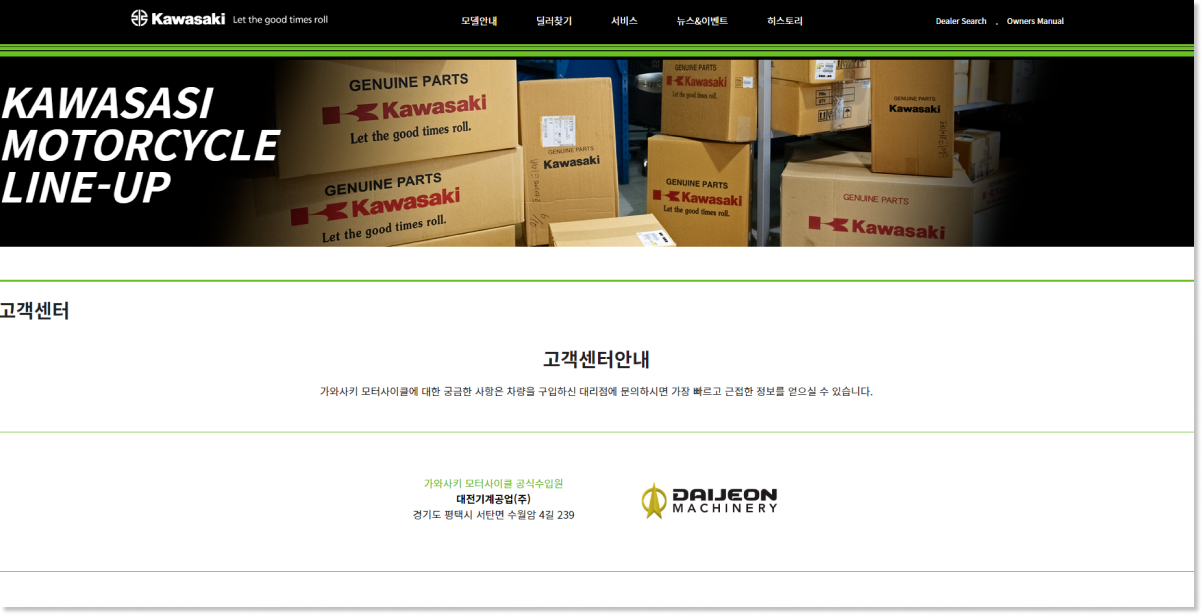 Kawasaki Let the good times roll
모델안내 딜러찾기 서비스 뉴스&이벤트 히스토리
Dealer Search . Owners Manual
KAWASASI
MOTORCYCLE
LINE-UP
GENUINE PARTS
Kawasaki
Let the good times roll.
GENUINE PARTS
Kawasaki
Let the good times roll.
GENUINE PARTS
Kawasaki
GENUINE PARTS
Kawasaki
Let the good times roll.
GENUINE PARTS
Kawasaki
Let the good times roll.
GENUINE PARTS
Kawasaki
GENUINE PARTS
Kawasaki
고객센터
고객센터안내
가와사키 모터사이클에 대한 궁금한 사항은 차량을 구입하신 대리점에 문의하시면 가장 빠르고 근접한 정보를 얻으실 수 있습니다.
가와사키 모터사이클 공식수입원
대전기계공업(주)
경기도 평택시 서탄면 수월암 4길 239
DAIJEON
MACHINERY